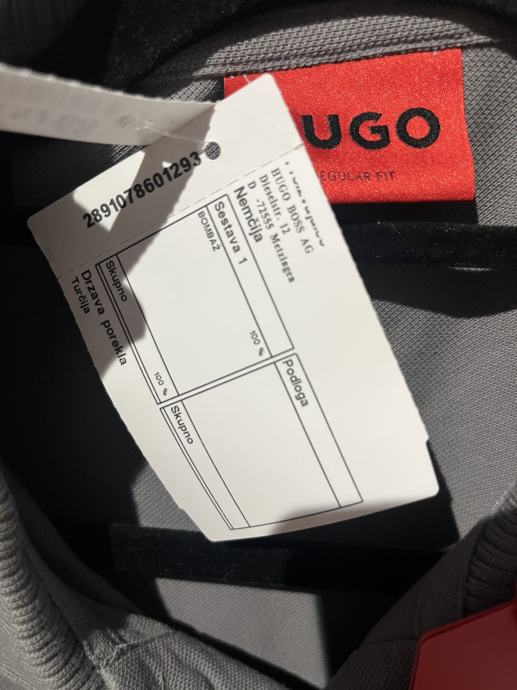 HUGO
REGULAR FIT
2891078601293
HUGO BOSS AG
Dieselstr. 12
D -72555 Metzingen
Nemčija
Sestava 1
BOMBAŽ
100 %
Skupno
100 %
Podloga
Skupno
Država porekla
Turčija